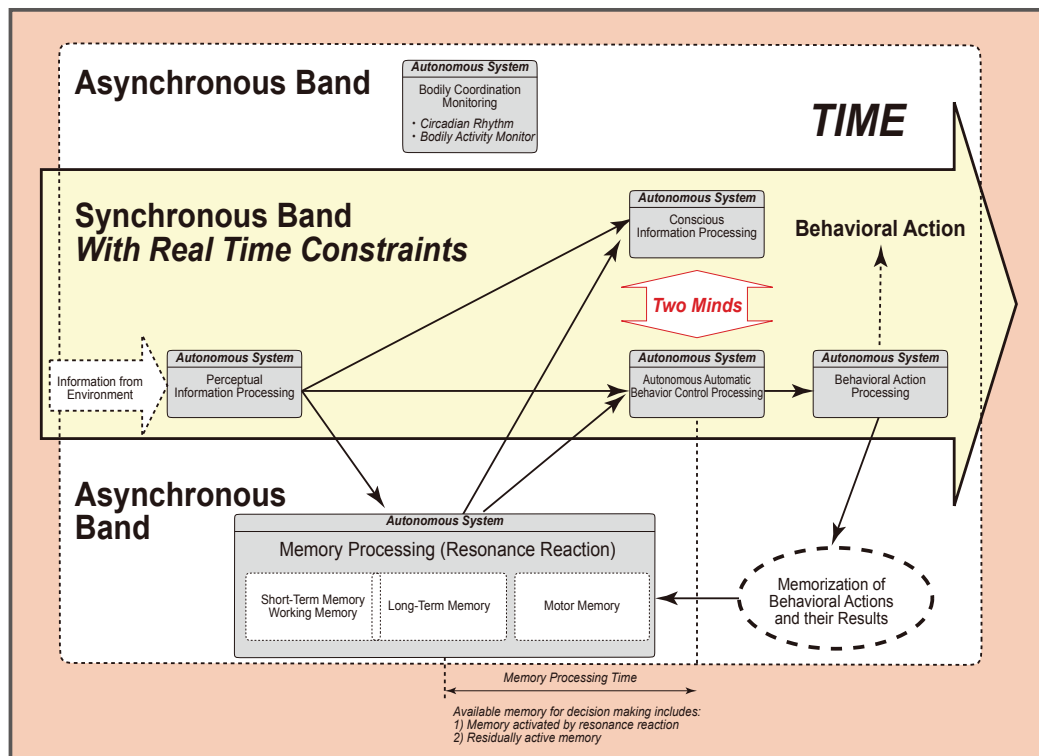 Asynchronous Band
Autonomous System
Bodily Coordination
Monitoring
• Circadian Rhythm
• Bodily Activity Monitor
TIME
Synchronous Band
With Real Time Constraints
Autonomous System
Conscious
Information Processing
Behavioral Action
Two Minds
Information from
Environment
Autonomous System
Perceptual
Information Processing
Autonomous System
Autonomous Automatic
Behavior Control Processing
Autonomous System
Behavioral Action
Processing
Asynchronous
Band
Autonomous System
Memory Processing (Resonance Reaction)
Short-Term Memory
Working Memory
Long-Term Memory
Motor Memory
Memorization of
Behavioral Actions
and their Results
Memory Processing Time
Available memory for decision making includes:
1) Memory activated by resonance reaction
2) Residually active memory